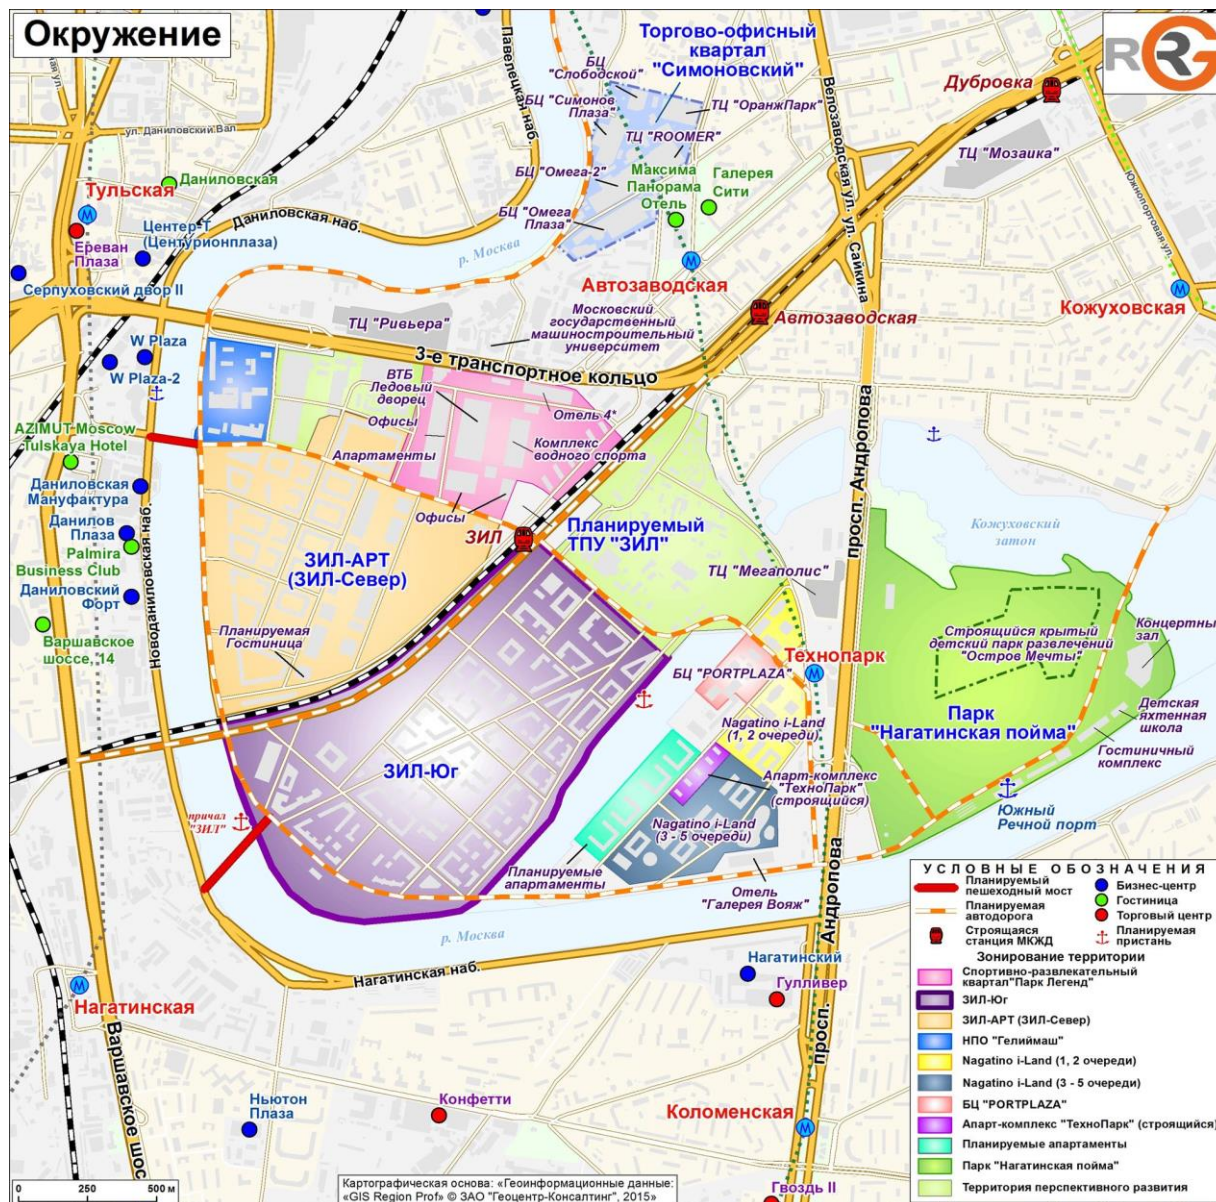 Окружение
RRG
Торгово-офисный
квартал
"Симоновский"
БЦ
"Слободской"
БЦ "Симонов
Плаза"
ТЦ "ОранжПарк"
ТЦ "ROOMER"
БЦ "Омега-2"
БЦ "Омега
Плаза"
Максима
Панорама
Отель
Галерея
Сити
Дубровка
ТЦ "Мозаика"
Южнопортовая ул.
Велозаводская ул.
ул. Сайкина
Павелецкая наб.
ул. Даниловский Вал
Даниловская
Тульская
Даниловская наб.
р. Москва
Центер-Т
(Центурионплаза)
Ереван
Плаза
Серпуховский двор II
Автозаводская
Автозаводская
Кожуховская
ТЦ "Ривьера"
Московский
государственный
машиностроительный
университет
3-е транспортное кольцо
W Plaza
W Plaza-2
ВТБ
Ледовый
дворец
Офисы
Отель 4*
Апартаменты
Комплекс
водного спорта
Офисы
AZIMUT Moscow
Tulskaya Hotel
Даниловская
Мануфактура
Данилов
Плаза
Palmira
Business Club
Даниловский
Форт
Варшавское
шоссе, 14
Новоданиловская наб.
ЗИЛ
Планируемый
ТПУ "ЗИЛ"
ЗИЛ-АРТ
(ЗИЛ-Север)
Планируемая
Гостиница
просп. Андропова
Кожуховский
затон
ТЦ "Мегаполис"
Строящийся крытый
детский парк развлечений
"Остров Мечты"
Концертный
зал
Технопарк
БЦ "PORTPLAZA"
Парк
"Нагатинская пойма"
Детская
яхтенная
школа
Гостиничный
комплекс
Nagatino i-Land
(1, 2 очереди)
ЗИЛ-Юг
Апарт-комплекс
"ТехноПарк"
(строящийся)
Южный
Речной порт
причал
"ЗИЛ"
Nagatino i-Land
(3 - 5 очереди)
Планируемые
апартаменты
Отель
"Галерея Вояж"
р. Москва
Нагатинская наб.
просп. Андропова
Нагатинский
Гулливер
Нагатинская
Варшавское шос
Ньютон
Плаза
Конфетти
Коломенская
Гвоздь II
УСЛОВНЫЕ ОБОЗНАЧЕНИЯ
Планируемый
пешеходный мост
Планируемая
автодорога
Строящаяся
станция МКЖД
Бизнес-центр
Гостиница
Торговый центр
Планируемая
пристань
Зонирование территории
Спортивно-развлекательный
квартал"Парк Легенд"
ЗИЛ-Юг
ЗИЛ-АРТ (ЗИЛ-Север)
НПО "Гелиймаш"
Nagatino i-Land (1, 2 очереди)
Nagatino i-Land (3 - 5 очереди)
БЦ "PORTPLAZA"
Апарт-комплекс "ТехноПарк" (строящийся)
Планируемые апартаменты
Парк "Нагатинская пойма"
Территория перспективного развития
0 250 500 м
Картографическая основа: «Геоинформационные данные:
«GIS Region Prof» © ЗАО "Геоцентр-Консалтинг", 2015»